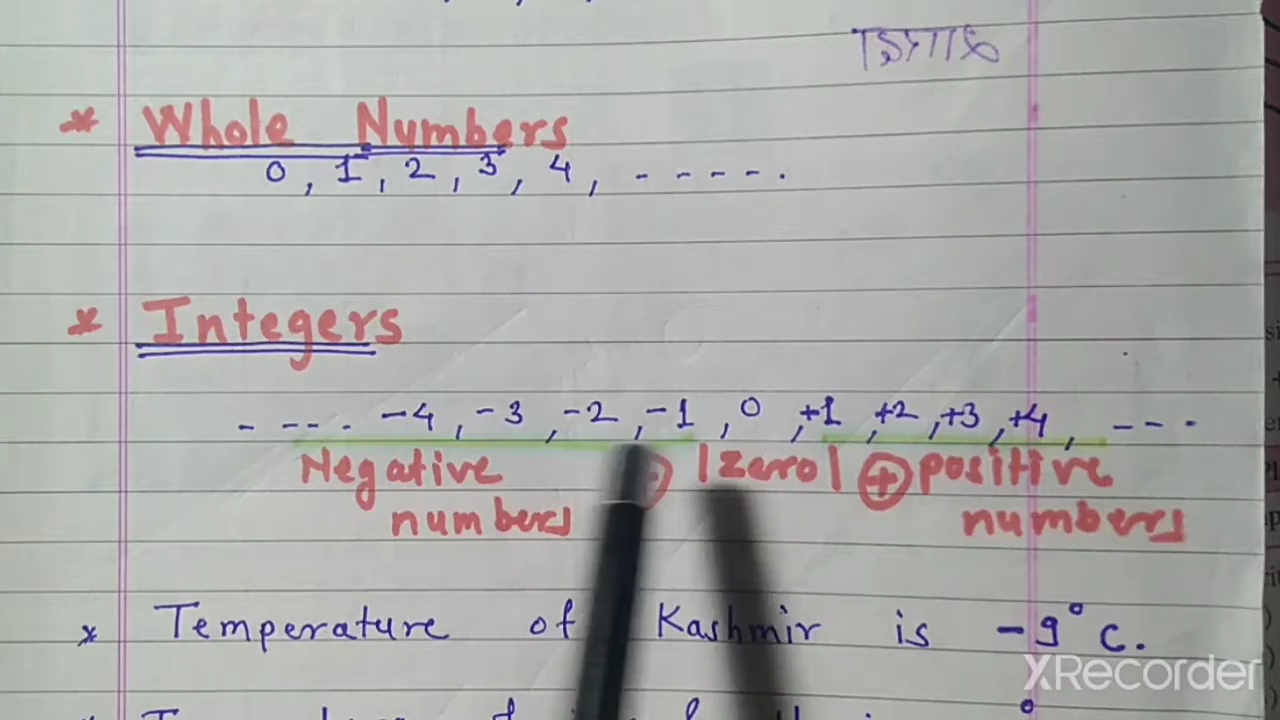 * Whole Numbers
0, 1, 2, 3, 4, - - - - - .
* Integers
- - - - . -4, -3, -2, -1, 0, +1, +2, +3, +4, - - - .
Negative |zero| ⊕ positive
numbers numbers
* Temperature of Kashmir is -9°C.
XRecorder